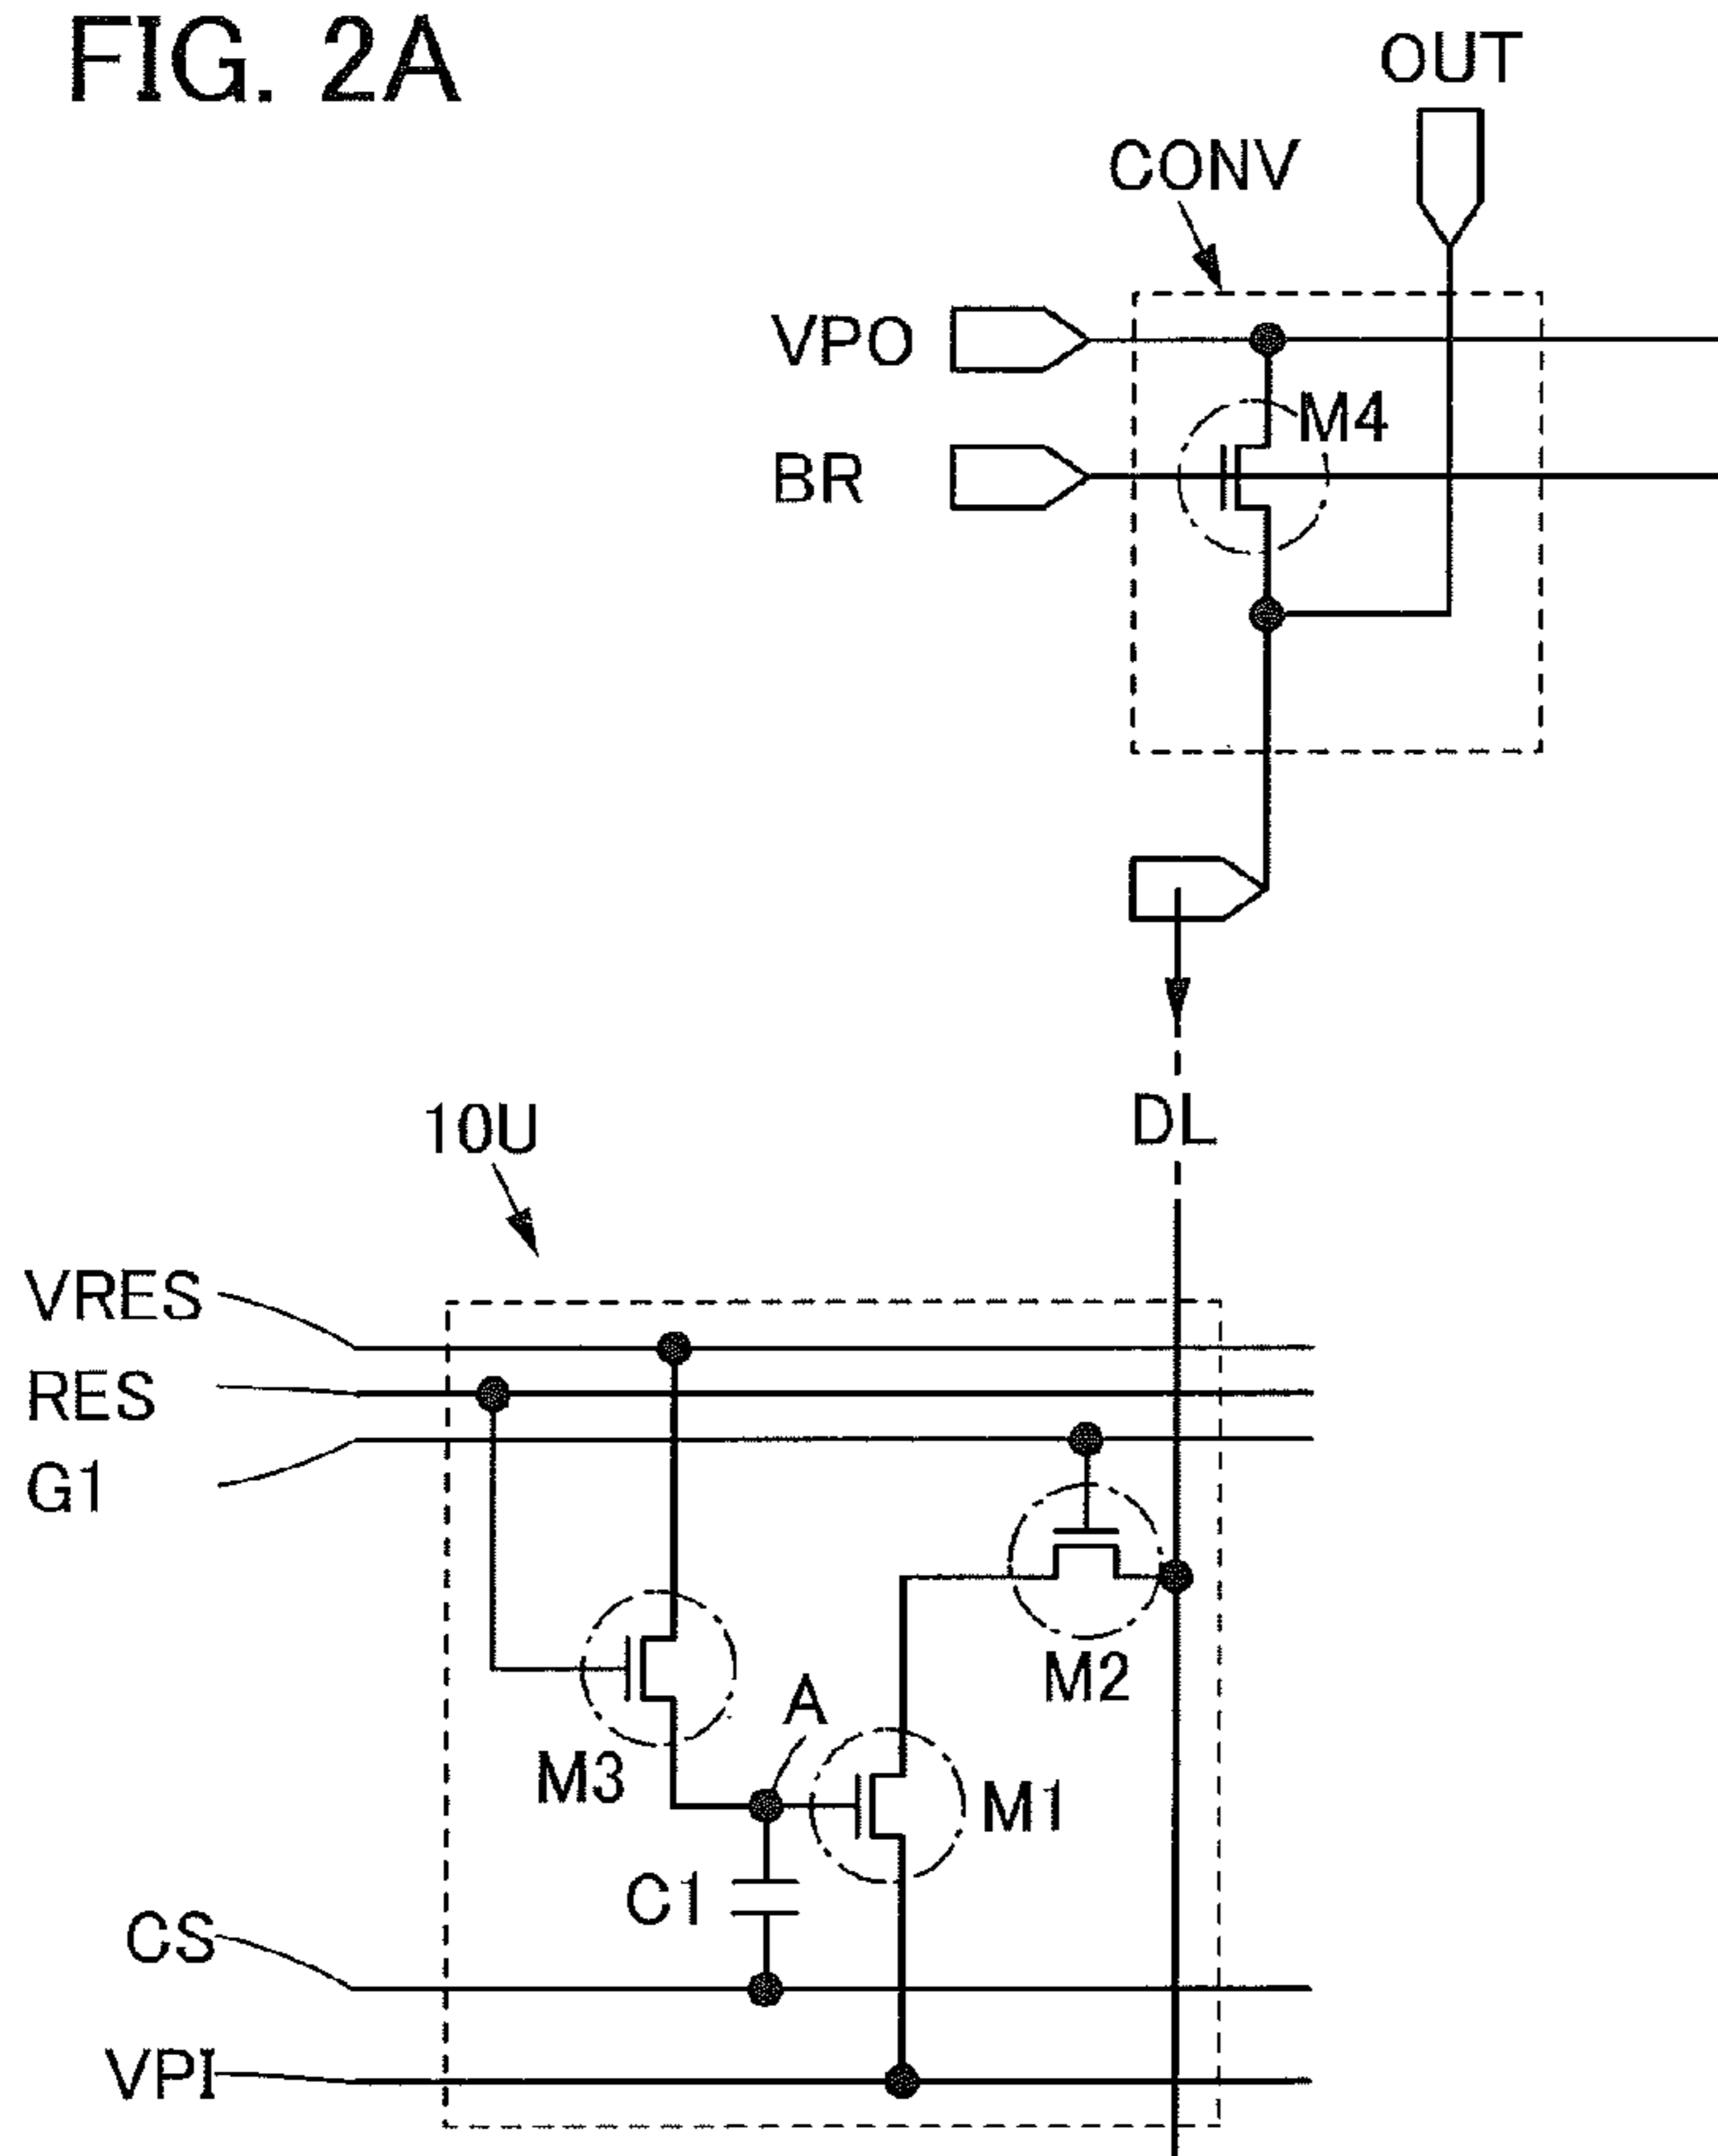 FIG. 2A
OUT
CONV
VPO
M4
BR
DL
10U
VRES
RES
G1
M2
A
M3
M1
C1
CS
VPI